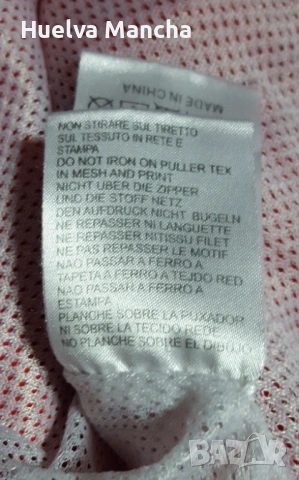 Huelva Mancha
MADE IN CHINA
NON STIRARE SUL TIRETTO
SUL TESSUTO IN RETE E
STAMPA
DO NOT IRON ON PULLER TEX
IN MESH AND PRINT
NICHT UBER DIE ZIPPER
UND DIE STOFF NETZ
DEN AUFDRUCK NICHT BUGELN
NE REPASSER NI LANGUETTE
NE REPASSER NITISSU FILET
NE PAS REPASSER LE MOTIF
NAO PASSAR A FERRO A
TAPETA A FERRO A TEJIDO RED
NAO PASSAR A FERRO A
ESTAMPA
PLANCHE SOBRE LA PUXADOR
NI SOBRE LA TECIDO REDE
NO PLANCHE SOBRE EL DIBUJO
BAZAR